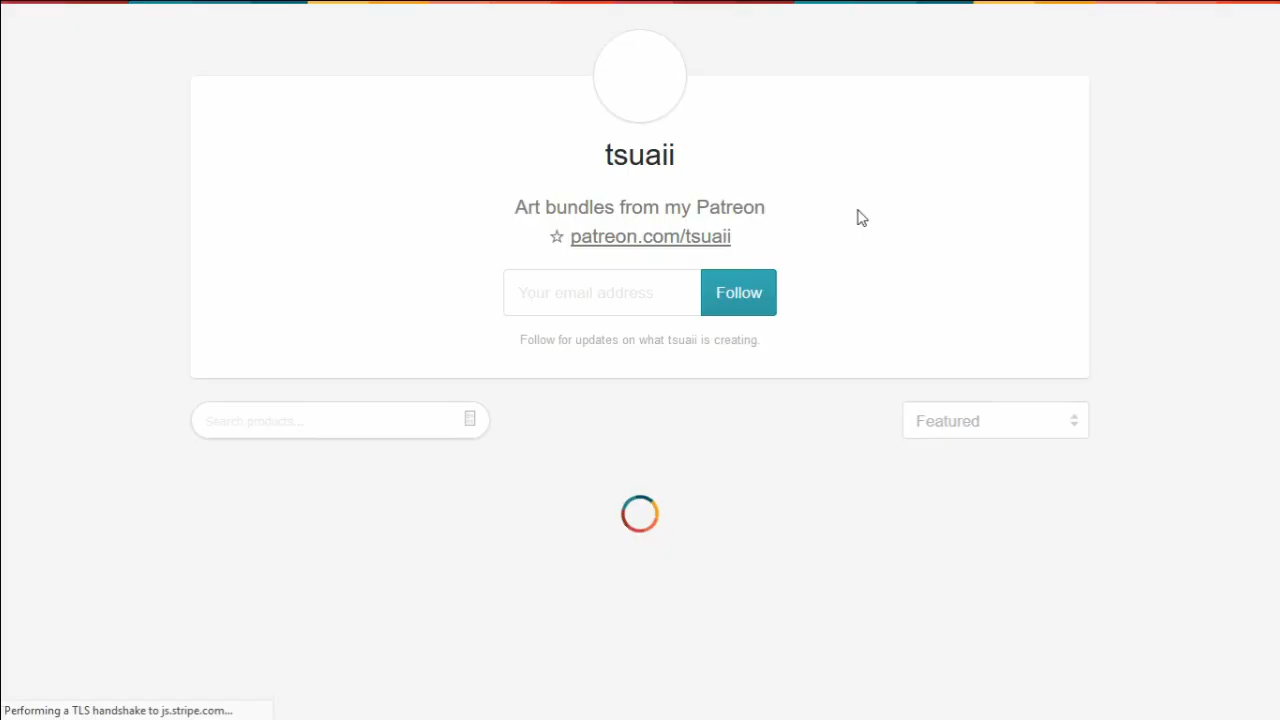 tsuaii
Art bundles from my Patreon
☆ patreon.com/tsuaii
Your email address
Follow
Follow for updates on what tsuaii is creating.
Search products...
Featured
Performing a TLS handshake to js.stripe.com...